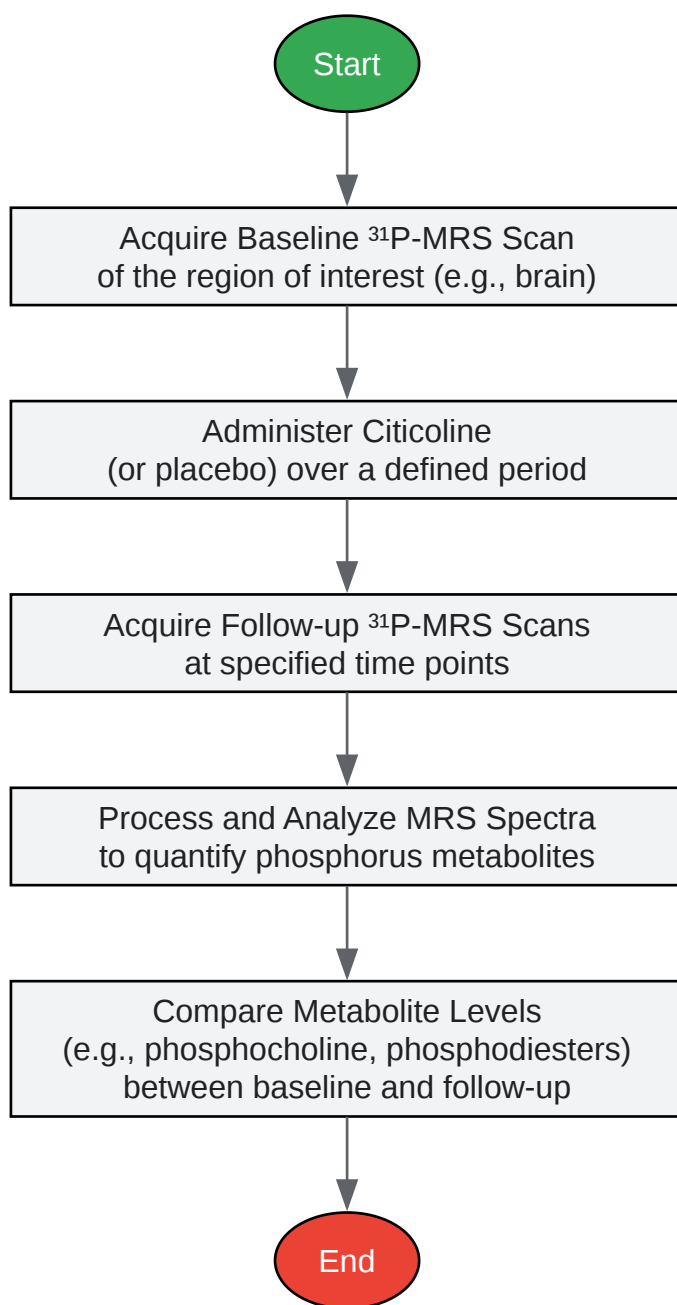 Start
Acquire Baseline ³¹P-MRS Scan
of the region of interest (e.g., brain)
Administer Citicoline
(or placebo) over a defined period
Acquire Follow-up ³¹P-MRS Scans
at specified time points
Process and Analyze MRS Spectra
to quantify phosphorus metabolites
Compare Metabolite Levels
(e.g., phosphocholine, phosphodiesters)
between baseline and follow-up
End